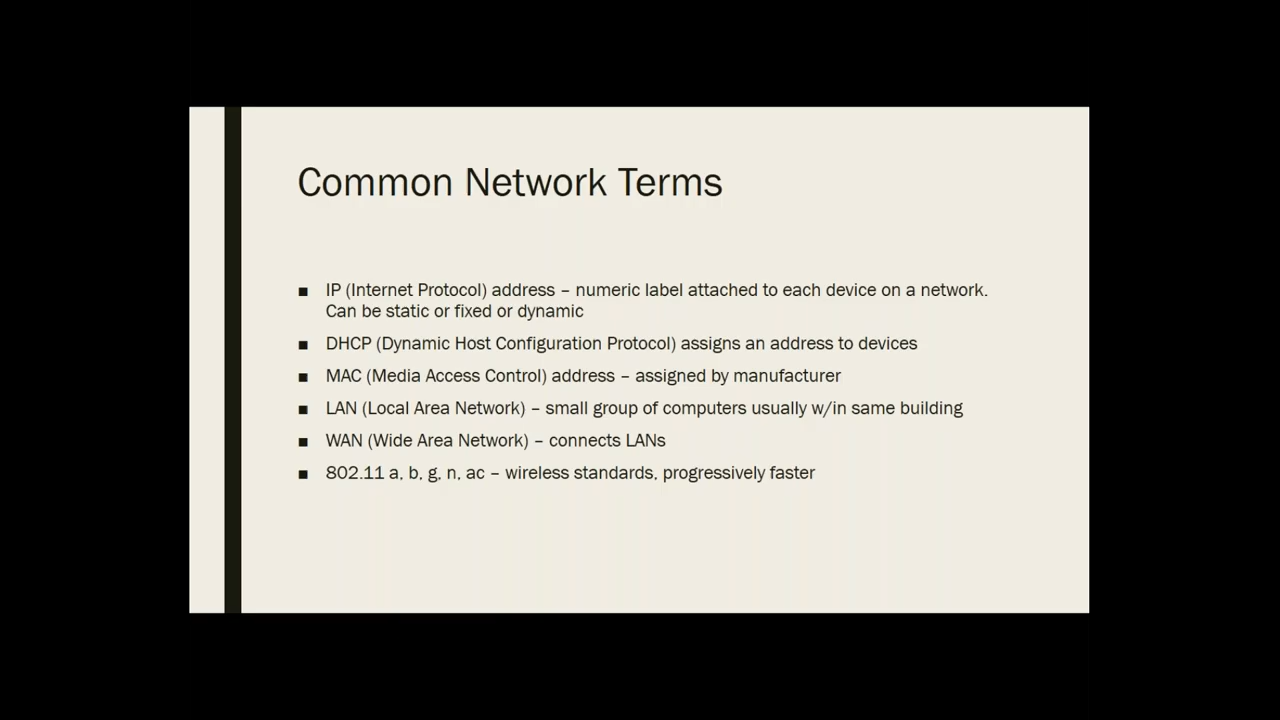 Common Network Terms
■ IP (Internet Protocol) address – numeric label attached to each device on a network.
Can be static or fixed or dynamic
■ DHCP (Dynamic Host Configuration Protocol) assigns an address to devices
■ MAC (Media Access Control) address – assigned by manufacturer
■ LAN (Local Area Network) – small group of computers usually w/in same building
■ WAN (Wide Area Network) – connects LANs
■ 802.11 a, b, g, n, ac – wireless standards, progressively faster